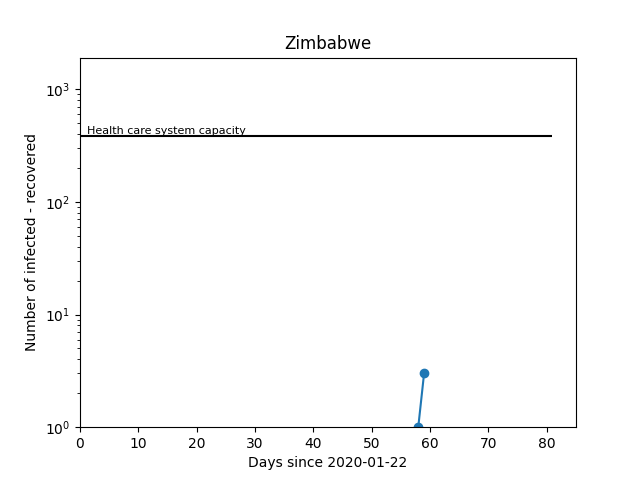 Zimbabwe
Number of infected - recovered
10³
10²
10¹
10⁰
Health care system capacity
0 10 20 30 40 50 60 70 80
Days since 2020-01-22